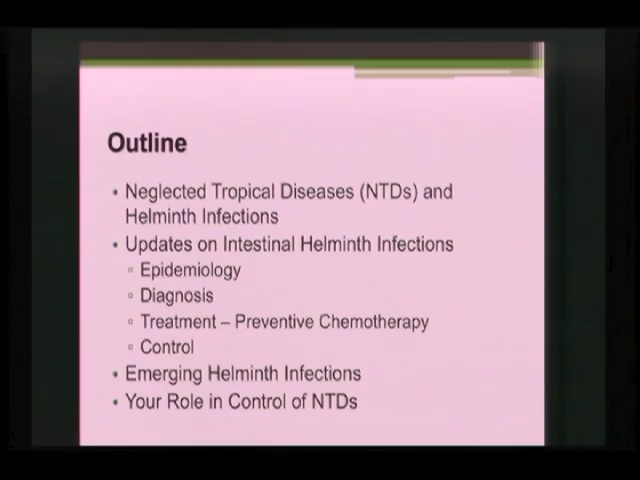 Outline
• Neglected Tropical Diseases (NTDs) and
Helminth Infections
• Updates on Intestinal Helminth Infections
▫ Epidemiology
▫ Diagnosis
▫ Treatment – Preventive Chemotherapy
▫ Control
• Emerging Helminth Infections
• Your Role in Control of NTDs